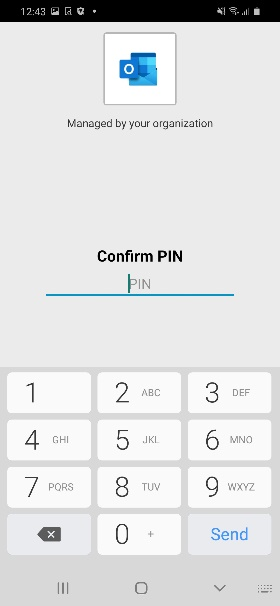 12:43
O
Managed by your organization
Confirm PIN
PIN
1 2 ABC 3 DEF
4 GHI 5 JKL 6 MNO
7 PQRS 8 TUV 9 WXYZ
0 + Send